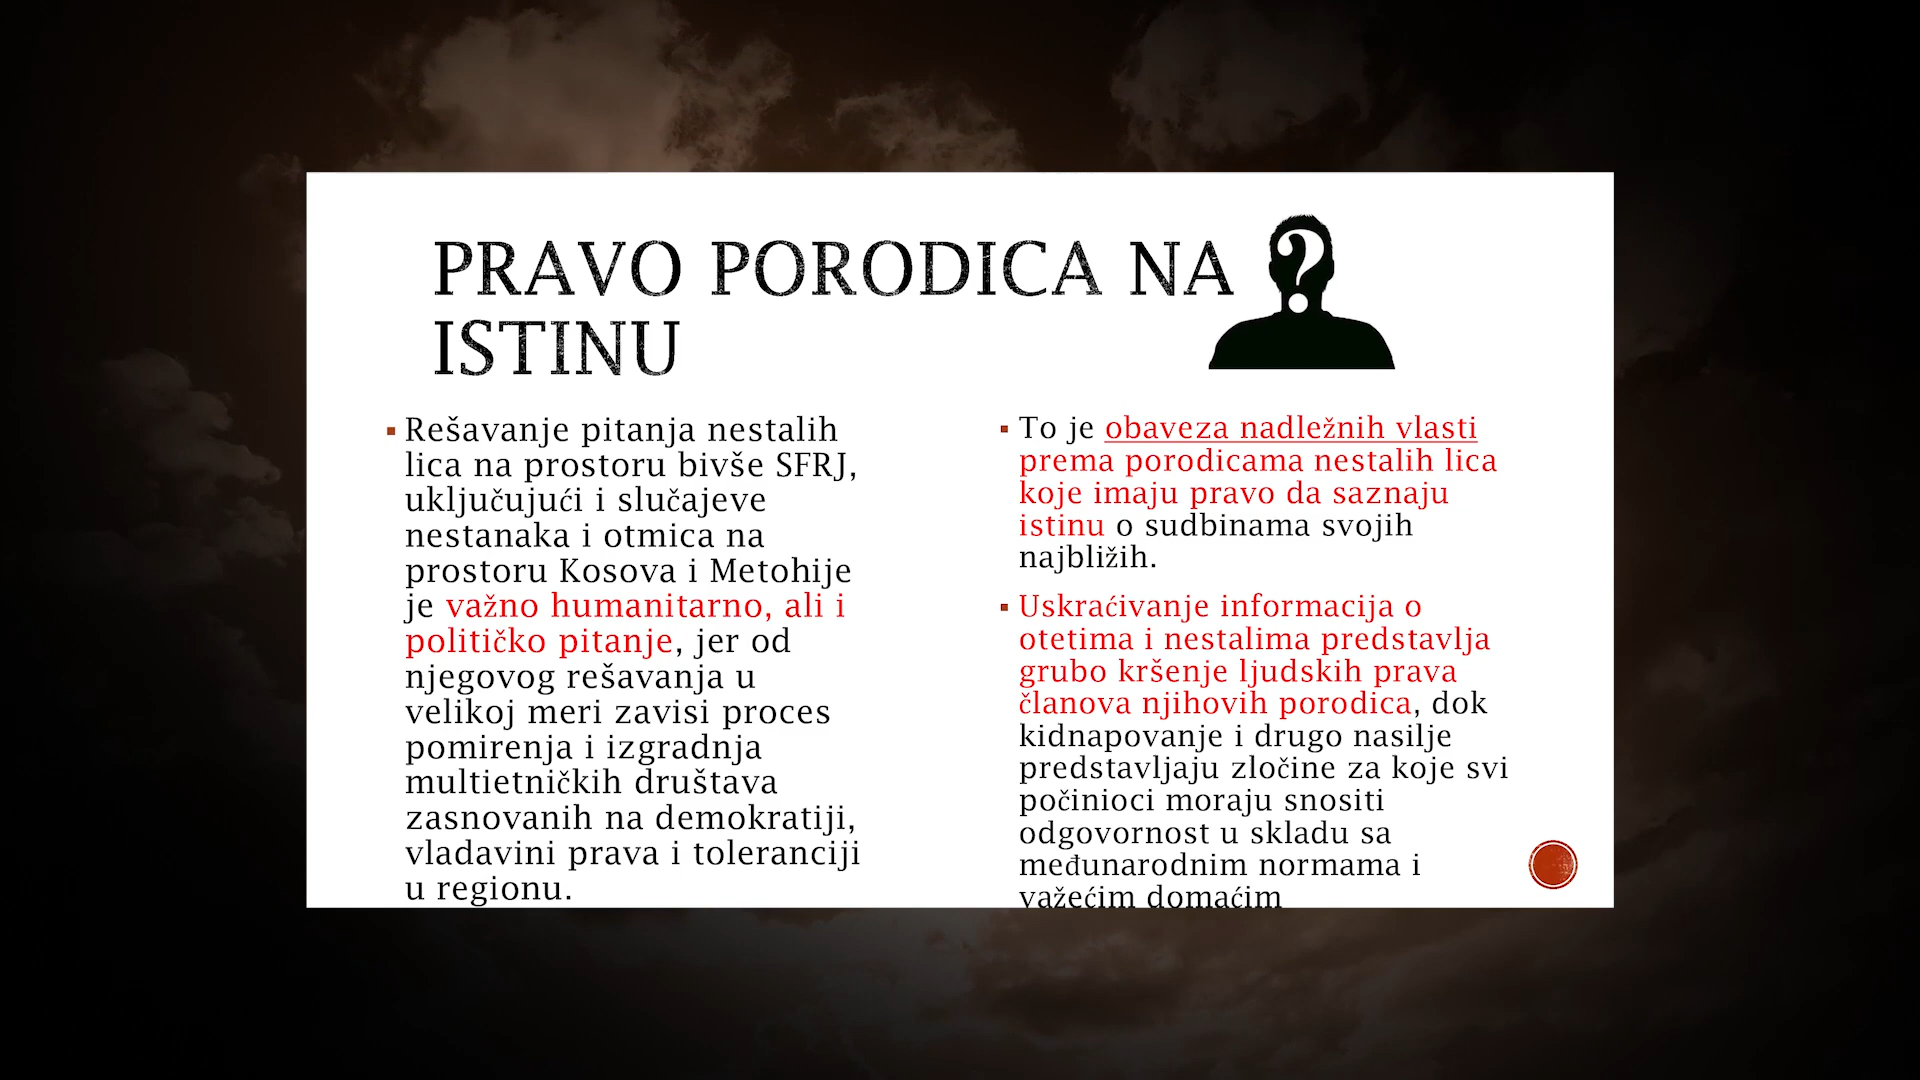 PRAVO PORODICA NA
ISTINU
Rešavanje pitanja nestalih
lica na prostoru bivše SFRJ,
uključujući i slučajeve
nestanaka i otmica na
prostoru Kosova i Metohije
je važno humanitarno, ali i
političko pitanje, jer od
njegovog rešavanja u
velikoj meri zavisi proces
pomirenja i izgradnja
multietničkih društava
zasnovanih na demokratiji,
vladavini prava i toleranciji
u regionu.
To je obaveza nadležnih vlasti
prema porodicama nestalih lica
koje imaju pravo da saznaju
istinu o sudbinama svojih
najbližih.
Uskraćivanje informacija o
otetima i nestalima predstavlja
grubo kršenje ljudskih prava
članova njihovih porodica, dok
kidnapovanje i drugo nasilje
predstavljaju zločine za koje svi
počinioci moraju snositi
odgovornost u skladu sa
međunarodnim normama i
važećim domaćim